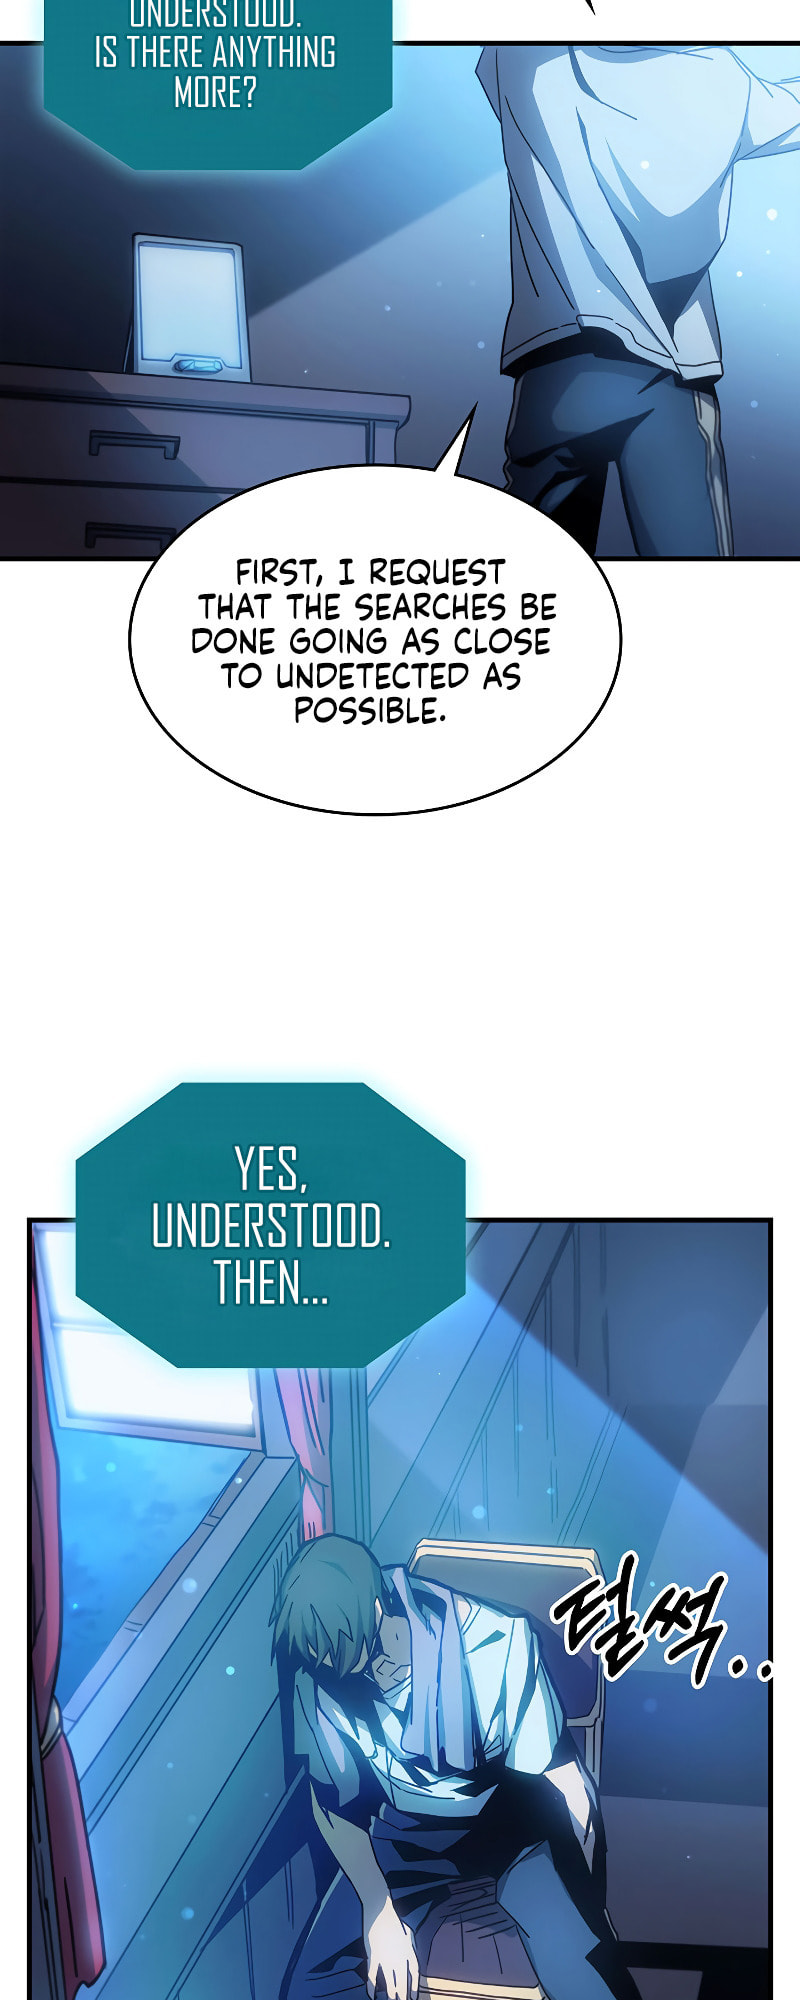 UNDERSTOOD.
IS THERE ANYTHING
MORE?
FIRST, I REQUEST
THAT THE SEARCHES BE
DONE GOING AS CLOSE
TO UNDETECTED AS
POSSIBLE.
YES,
UNDERSTOOD.
THEN...
털썩..